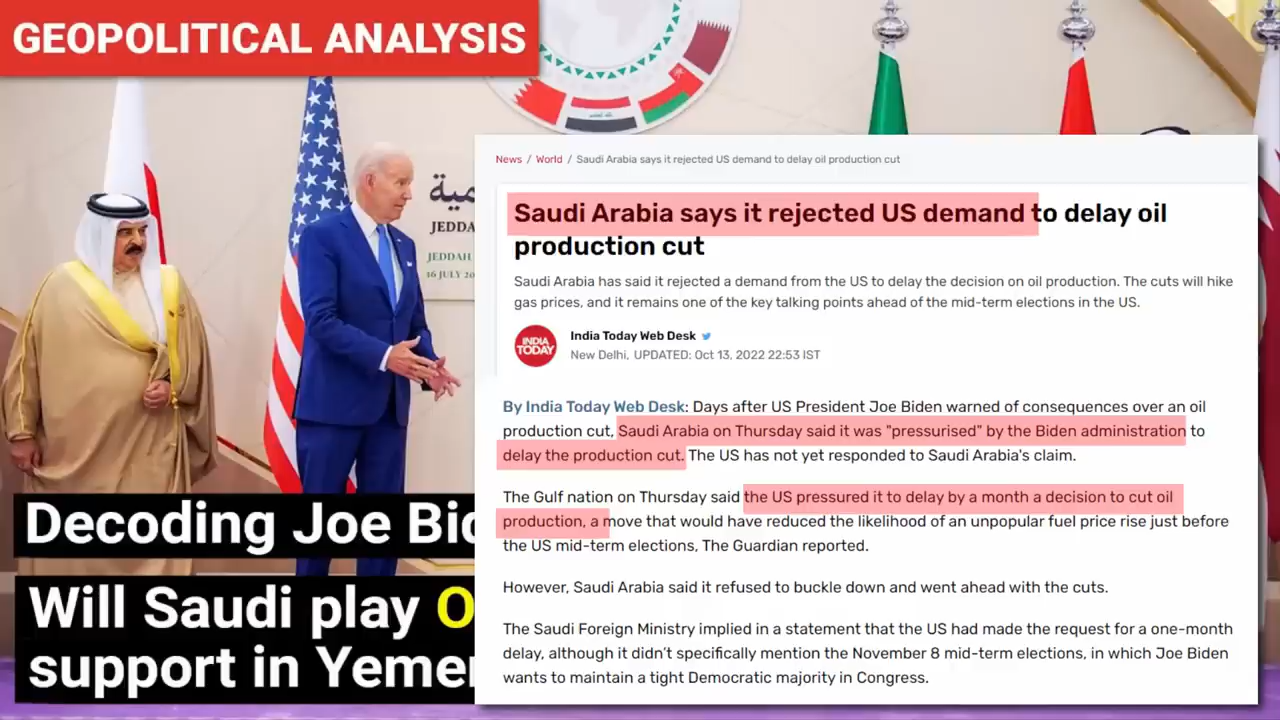 GEOPOLITICAL ANALYSIS
JEDDA
JEDDAH
16 JULY 20
Decoding Joe Bid
Will Saudi play O
support in Yeme
News / World / Saudi Arabia says it rejected US demand to delay oil production cut
Saudi Arabia says it rejected US demand to delay oil
production cut
Saudi Arabia has said it rejected a demand from the US to delay the decision on oil production. The cuts will hike
gas prices, and it remains one of the key talking points ahead of the mid-term elections in the US.
INDIA
TODAY
India Today Web Desk
New Delhi, UPDATED: Oct 13, 2022 22:53 IST
By India Today Web Desk: Days after US President Joe Biden warned of consequences over an oil
production cut, Saudi Arabia on Thursday said it was "pressurised" by the Biden administration to
delay the production cut. The US has not yet responded to Saudi Arabia's claim.
The Gulf nation on Thursday said the US pressured it to delay by a month a decision to cut oil
production, a move that would have reduced the likelihood of an unpopular fuel price rise just before
the US mid-term elections, The Guardian reported.
However, Saudi Arabia said it refused to buckle down and went ahead with the cuts.
The Saudi Foreign Ministry implied in a statement that the US had made the request for a one-month
delay, although it didn't specifically mention the November 8 mid-term elections, in which Joe Biden
wants to maintain a tight Democratic majority in Congress.